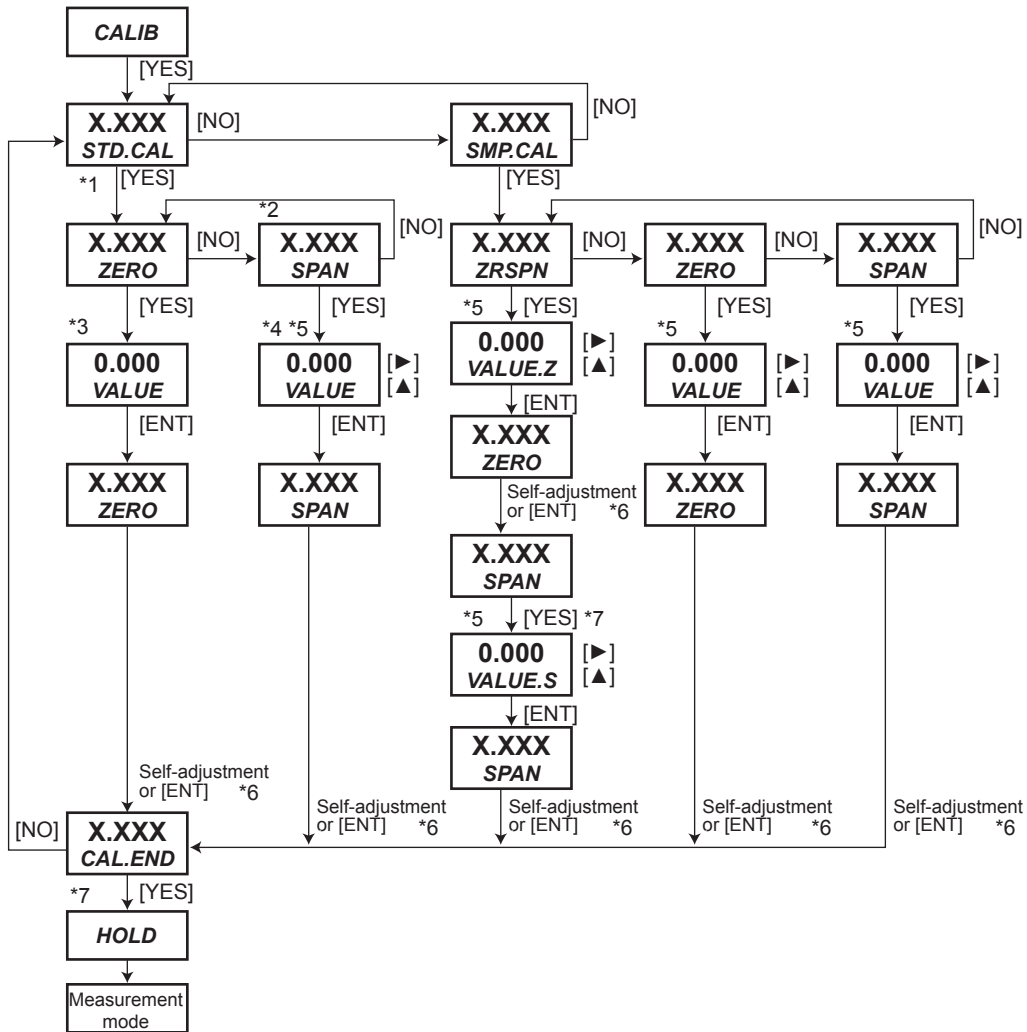 CALIB
[YES]
[NO]
X.XXX
STD.CAL
[NO]
X.XXX
SMP.CAL
*1
[YES]
[YES]
*2
X.XXX
ZERO
[NO]
X.XXX
SPAN
[NO]
X.XXX
ZRSPN
[NO]
X.XXX
ZERO
[NO]
X.XXX
SPAN
[NO]
[YES]
[YES]
*5
[YES]
[YES]
[YES]
*3
0.000
VALUE
*4 *5
0.000
VALUE
[►]
[▲]
0.000
VALUE.Z
[►]
[▲]
*5
0.000
VALUE
[►]
[▲]
*5
0.000
VALUE
[►]
[▲]
[ENT]
[ENT]
[ENT]
[ENT]
[ENT]
X.XXX
ZERO
X.XXX
SPAN
X.XXX
ZERO
X.XXX
ZERO
X.XXX
SPAN
Self-adjustment
or [ENT] *6
X.XXX
SPAN
*5
[YES] *7
0.000
VALUE.S
[►]
[▲]
[ENT]
X.XXX
SPAN
Self-adjustment
or [ENT] *6
Self-adjustment
or [ENT] *6
Self-adjustment
or [ENT] *6
Self-adjustment
or [ENT] *6
Self-adjustment
or [ENT] *6
[NO]
X.XXX
CAL.END
*7
[YES]
HOLD
Measurement
mode